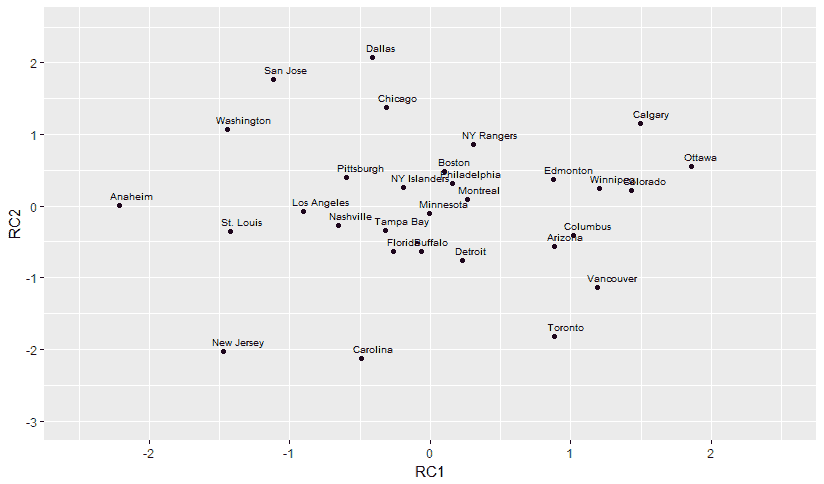 Dallas
San Jose
2
Chicago
Washington
Calgary
NY Rangers
1
Ottawa
Boston
Pittsburgh
Edmonton
Philadelphia
NY Islanders
Winnipeg
Colorado
Montreal
Anaheim
Los Angeles
Minnesota
0
Nashville
St. Louis
Tampa Bay
Columbus
RC2
Florida
Buffalo
Arizona
Detroit
-1
Vancouver
Toronto
New Jersey
Carolina
-2
-3
-2
-1
0
1
2
RC1